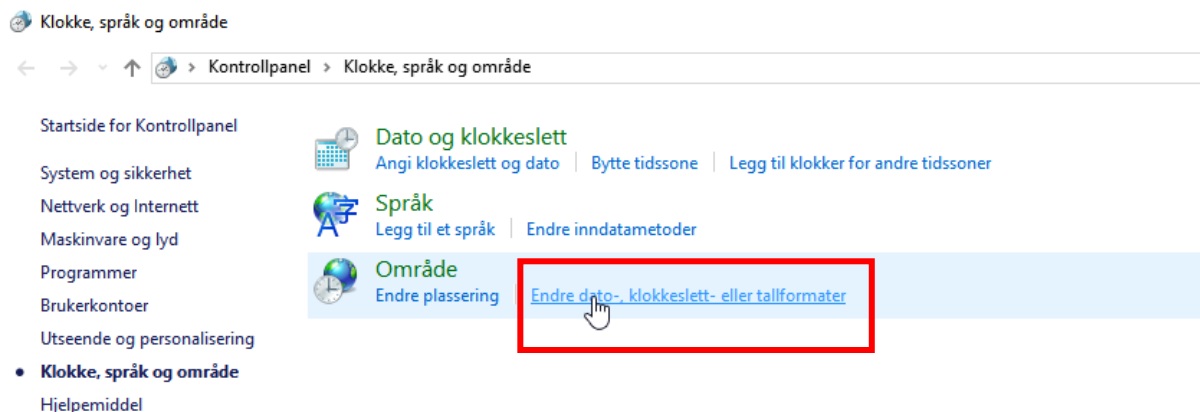 Klokke, språk og område
Kontrollpanel > Klokke, språk og område
Startside for Kontrollpanel
System og sikkerhet
Nettverk og Internett
Maskinvare og lyd
Programmer
Brukerkontoer
Utseende og personalisering
Klokke, språk og område
Hjelpemiddel
Dato og klokkeslett
Angi klokkeslett og dato | Bytte tidssone | Legg til klokker for andre tidssoner
Språk
Legg til et språk | Endre inndatametoder
Område
Endre plassering | Endre dato-, klokkeslett- eller tallformater